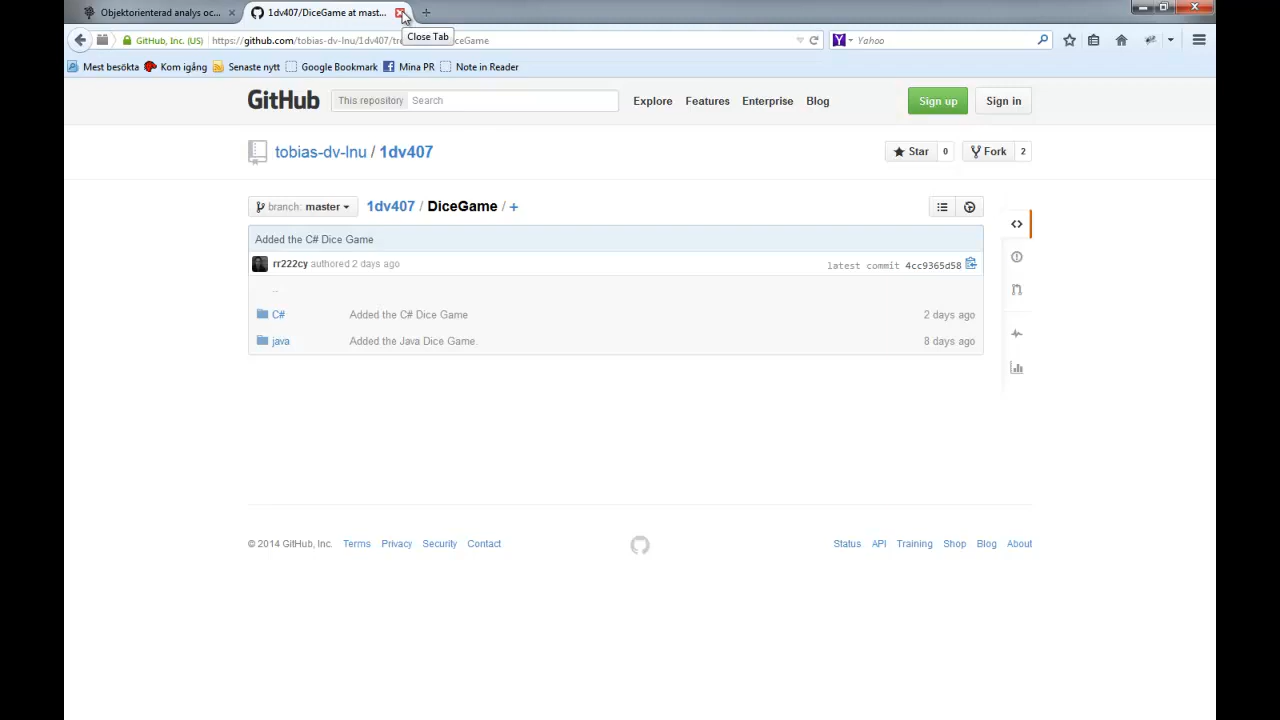 Objektorienterad analys oc...
1dv407/DiceGame at mast...
Close Tab
GitHub, Inc. (US)
https://github.com/tobias-dv-lnu/1dv407/tre
ceGame
Yahoo
Mest besökta
Kom igång
Senaste nytt
Google Bookmark
Mina PR
Note in Reader
GitHub
This repository
Search
Explore
Features
Enterprise
Blog
Sign up
Sign in
tobias-dv-lnu / 1dv407
Star 0
Fork 2
branch: master
1dv407 / DiceGame / +
Added the C# Dice Game
rr222cy authored 2 days ago
latest commit 4cc9365d58
..
C# Added the C# Dice Game 2 days ago
java Added the Java Dice Game. 8 days ago
© 2014 GitHub, Inc. Terms Privacy Security Contact
Status API Training Shop Blog About